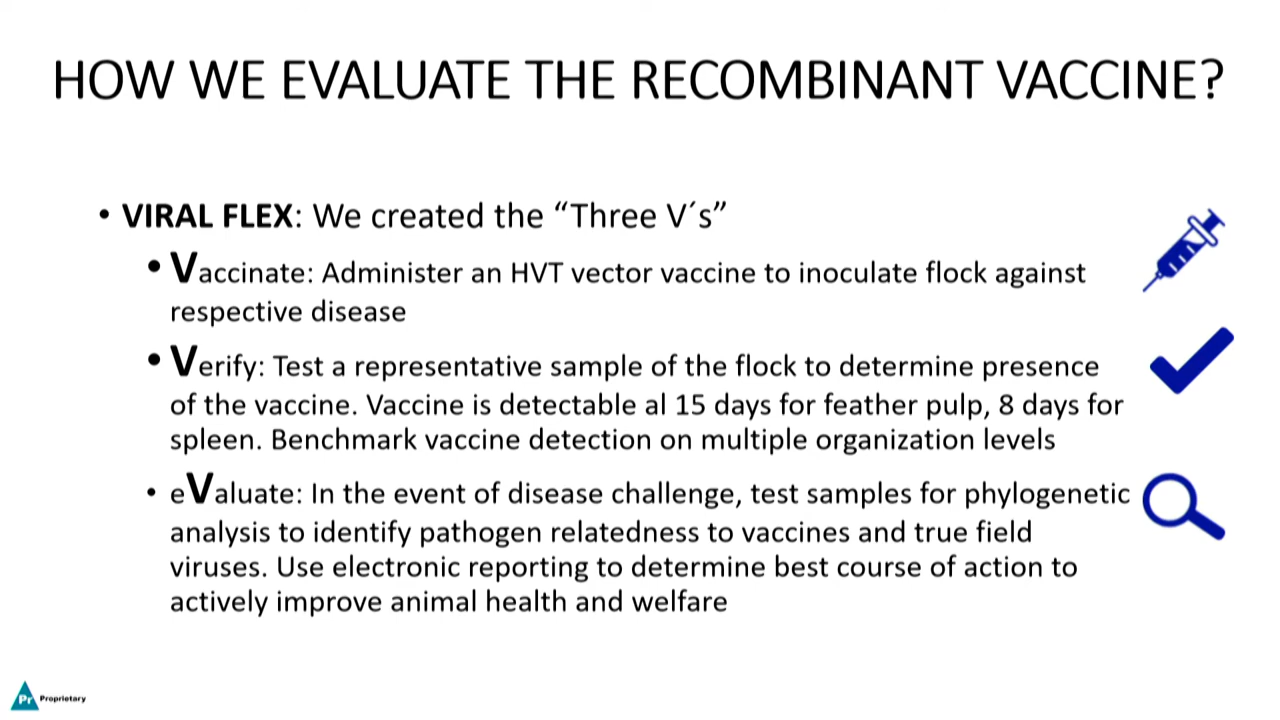 HOW WE EVALUATE THE RECOMBINANT VACCINE?
• VIRAL FLEX: We created the “Three V´s”
• Vaccinate: Administer an HVT vector vaccine to inoculate flock against
respective disease
• Verify: Test a representative sample of the flock to determine presence
of the vaccine. Vaccine is detectable al 15 days for feather pulp, 8 days for
spleen. Benchmark vaccine detection on multiple organization levels
• eValuate: In the event of disease challenge, test samples for phylogenetic
analysis to identify pathogen relatedness to vaccines and true field
viruses. Use electronic reporting to determine best course of action to
actively improve animal health and welfare
Pr Proprietary